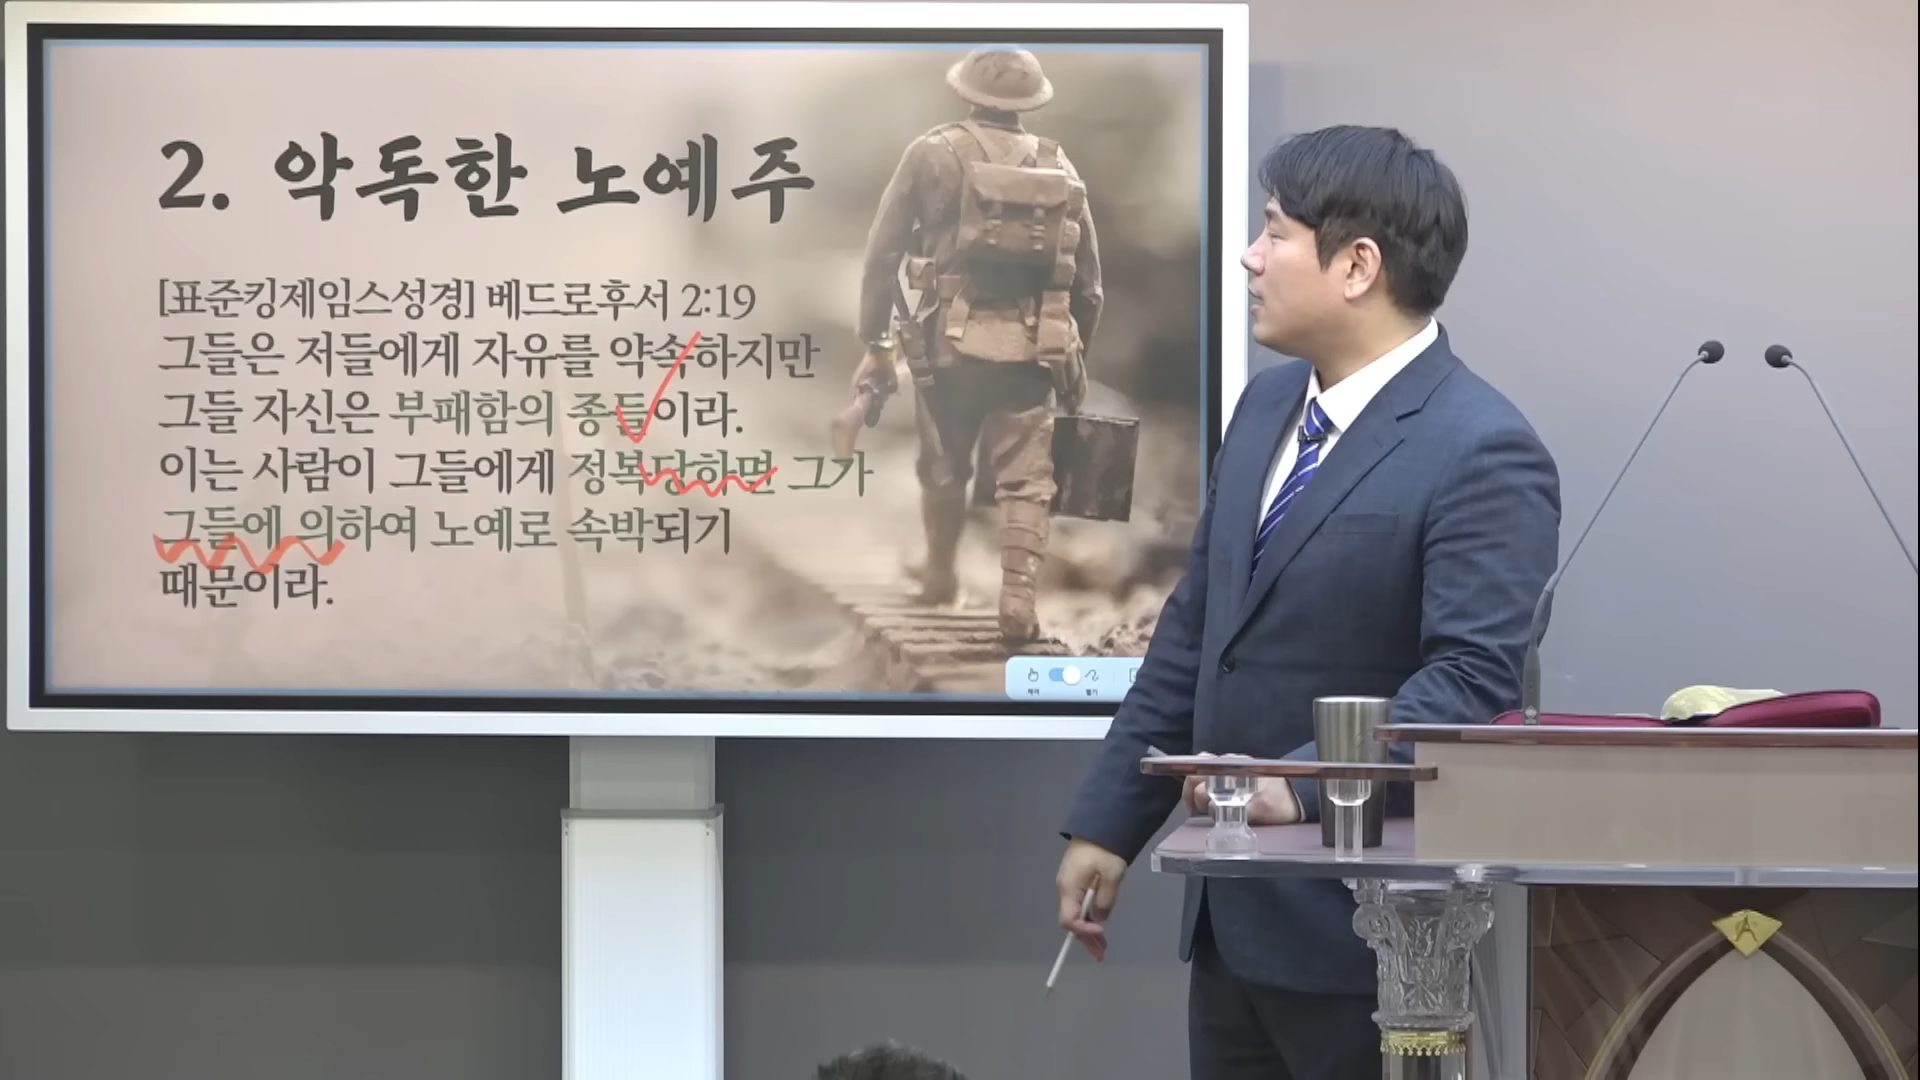 2. 악독한 노예주
[표준킹제임스성경] 베드로후서 2:19
그들은 저들에게 자유를 약속하지만
그들 자신은 부패함의 종들이라.
이는 사람이 그들에게 정복당하면 그가
그들에 의하여 노예로 속박되기
때문이라.
제어
필기
A